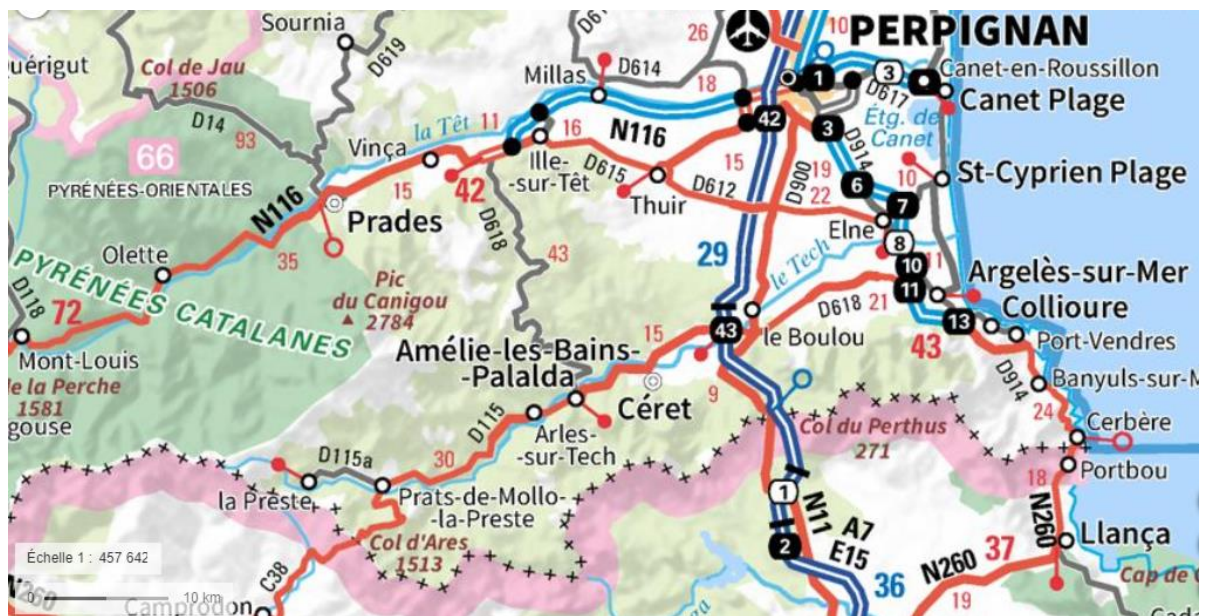 Sournia
26
10
PERPIGNAN
uérigut
Col de Jau
1506
D619
Millas
D614
18
1
3
Canet-en-Roussillon
D617
Canet Plage
D14
93
la Têt
11
N116
42
3
Étg. de
Canet
66
PYRÉNÉES-ORIENTALES
Vinça
16
Ille-
-sur-Têt
D615
15
D914
19
10
St-Cyprien Plage
15
42
D612
D900
22
6
7
N116
Prades
Thuir
Elne
8
Olette
35
D618
43
29
le Tech
11
10
Argelès-sur-Mer
PYRÉNÉES CATALANES
Pic
du Canigou
2784
D618
21
11
Collioure
D118
72
15
43
le Boulou
13
43
Port-Vendres
Mont-Louis
Amélie-les-Bains-
-Palalda
9
D914
Banyuls-sur-M
de la Perche
1581
gouse
Céret
24
D115
Arles-
-sur-Tech
Col du Perthus
271
Cerbère
D115a
30
Portbou
la Preste
Prats-de-Mollo-
-la-Preste
1
N11
18
N260
Col d'Ares
1513
2
A7
E15
Llança
Échelle 1 : 457 642
N260
37
C38
36
Cap de C
N260
0
10 km
Camprodon
19